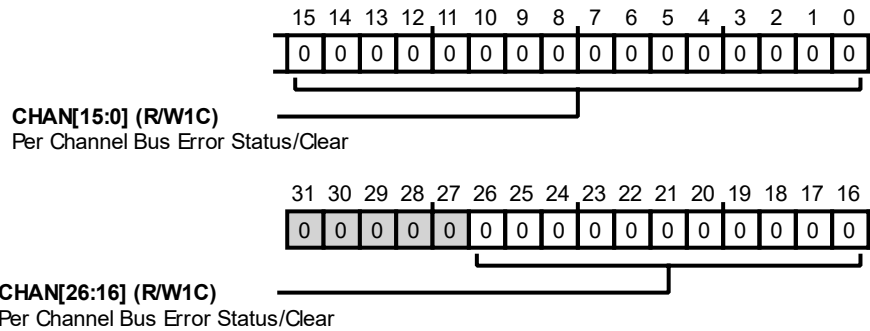 15 14 13 12 11 10 9 8 7 6 5 4 3 2 1 0
0 0 0 0 0 0 0 0 0 0 0 0 0 0 0 0
CHAN[15:0] (R/W1C)
Per Channel Bus Error Status/Clear
31 30 29 28 27 26 25 24 23 22 21 20 19 18 17 16
0 0 0 0 0 0 0 0 0 0 0 0 0 0 0 0
CHAN[26:16] (R/W1C)
Per Channel Bus Error Status/Clear